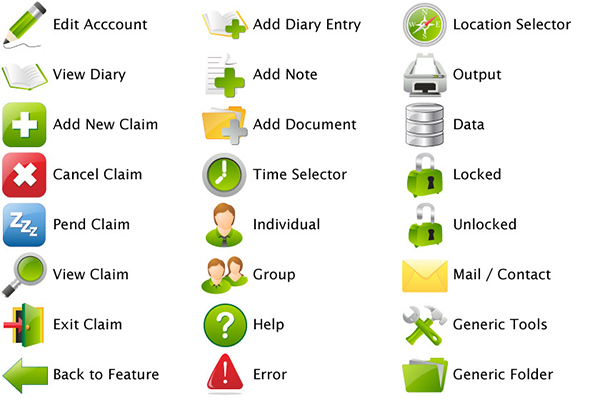 Edit Acccount
View Diary
Add New Claim
Cancel Claim
Pend Claim
View Claim
Exit Claim
Back to Feature
Add Diary Entry
Add Note
Add Document
Time Selector
Individual
Group
Help
Error
Location Selector
Output
Data
Locked
Unlocked
Mail / Contact
Generic Tools
Generic Folder
ZZZ
?
!
N
E
S
W